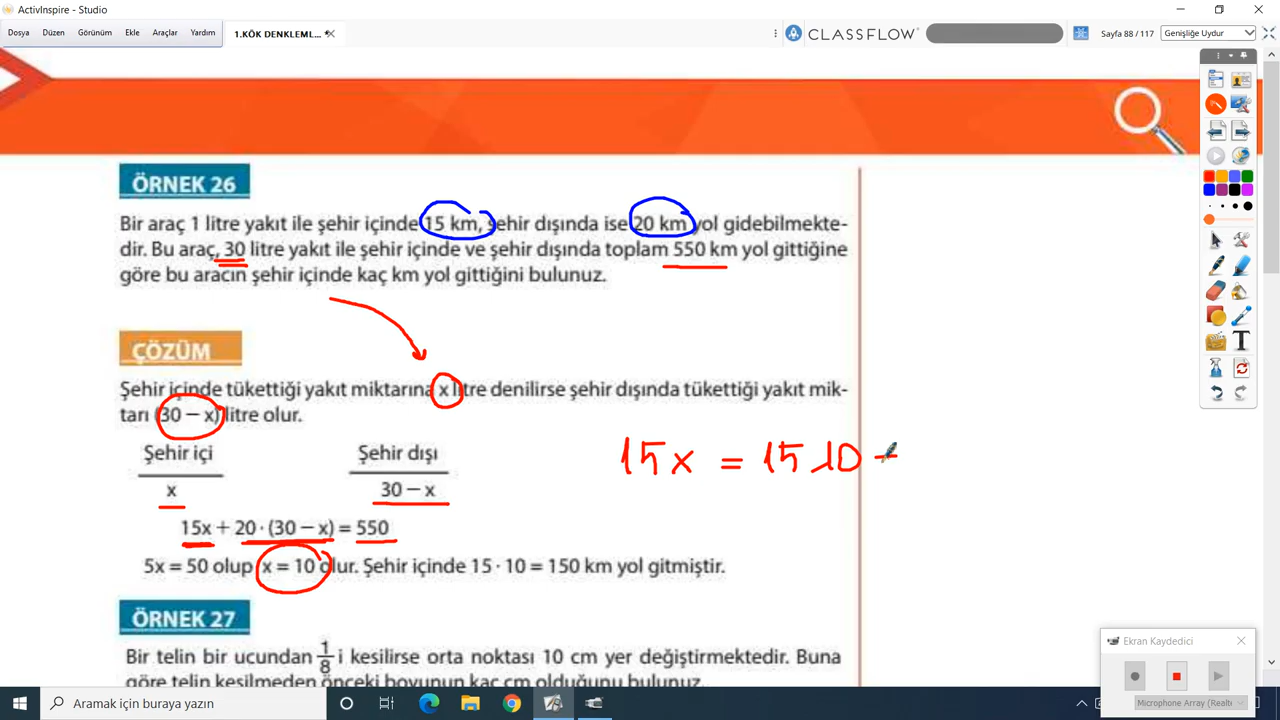 ActivInspire - Studio
Dosya Düzen Görünüm Ekle Araçlar Yardım
1.KÖK DENKLEML...
CLASSFLOW
Sayfa 88 / 117
Genişliğe Uydur
ÖRNEK 26
Bir araç 1 litre yakıt ile şehir içinde 15 km, şehir dışında ise 20 km yol gidebilmekte-
dir. Bu araç, 30 litre yakıt ile şehir içinde ve şehir dışında toplam 550 km yol gittiğine
göre bu aracın şehir içinde kaç km yol gittiğini bulunuz.
ÇÖZÜM
Şehir içinde tükettiği yakıt miktarına x litre denilirse şehir dışında tükettiği yakıt mik-
tarı (30 − x) litre olur.
Şehir içi Şehir dışı
x 30 − x
15x = 15 10
15x + 20 · (30 − x) = 550
5x = 50 olup x = 10 olur. Şehir içinde 15 · 10 = 150 km yol gitmiştir.
ÖRNEK 27
Bir telin bir ucundan 1/8 i kesilirse orta noktası 10 cm yer değiştirmektedir. Buna
göre telin kesilmeden önceki boyunun kaç cm olduğunu bulunuz.
Ekran Kaydedici
Microphone Array (Realt
Aramak için buraya yazın